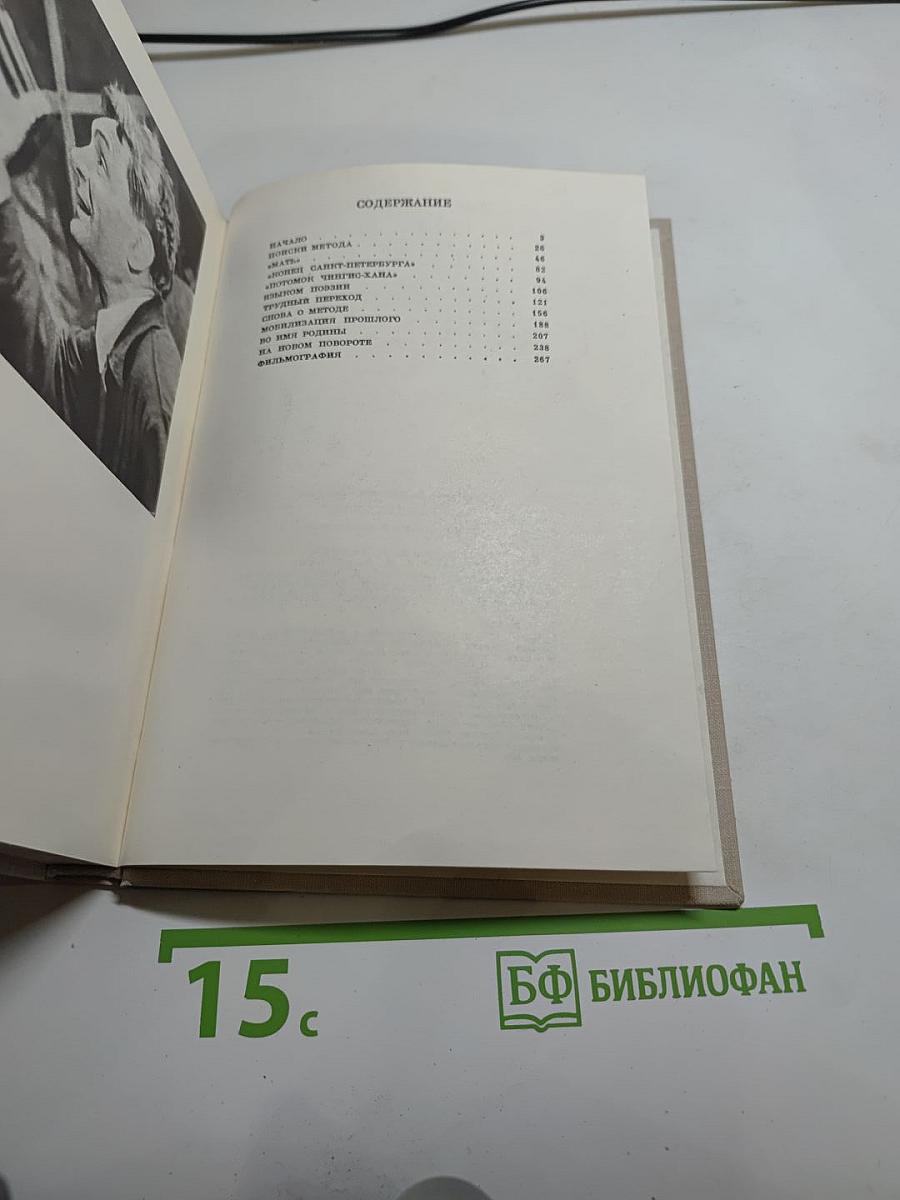 СОДЕРЖАНИЕ
НАЧАЛО . . . . . . . . . . . . 3
ПОИСКИ МЕТОДА . . . . . . . . . 26
«МАТЬ» . . . . . . . . . . . . 46
«КОНЕЦ САНКТ-ПЕТЕРБУРГА» . . . . . 82
«ПОТОМОК ЧИНГИС-ХАНА» . . . . . . 94
ЯЗЫКОМ ПОЭЗИИ . . . . . . . . . 106
ТРУДНЫЙ ПЕРЕХОД . . . . . . . . 121
СНОВА О МЕТОДЕ . . . . . . . . . 156
МОБИЛИЗАЦИЯ ПРОШЛОГО . . . . . . 188
ВО ИМЯ РОДИНЫ . . . . . . . . . 207
НА НОВОМ ПОВОРОТЕ . . . . . . . . 238
ФИЛЬМОГРАФИЯ . . . . . . . . . . 267
15 с
БФ БИБЛИОФАН